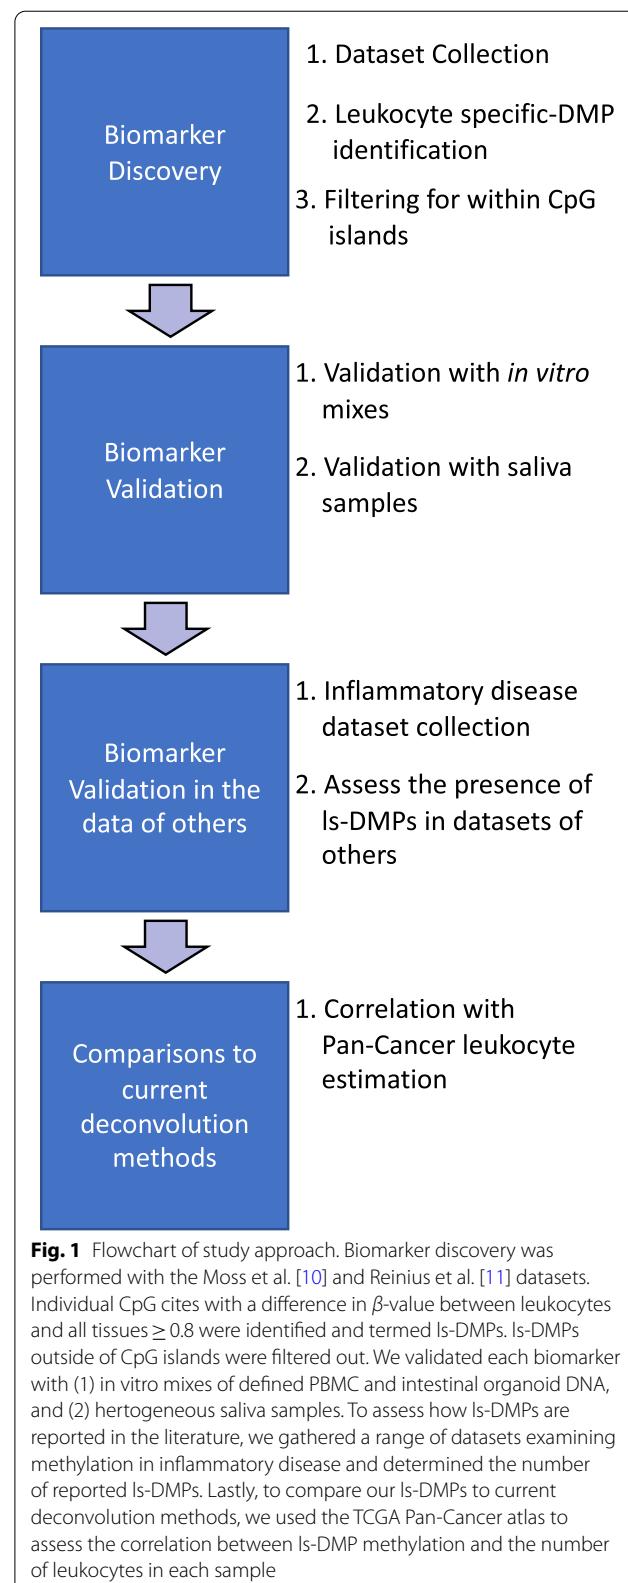 Biomarker
Discovery
1. Dataset Collection
2. Leukocyte specific-DMP
identification
3. Filtering for within CpG
islands
Biomarker
Validation
1. Validation with in vitro
mixes
2. Validation with saliva
samples
Biomarker
Validation in the
data of others
1. Inflammatory disease
dataset collection
2. Assess the presence of
ls-DMPs in datasets of
others
Comparisons to
current
deconvolution
methods
1. Correlation with
Pan-Cancer leukocyte
estimation
Fig. 1 Flowchart of study approach. Biomarker discovery was
performed with the Moss et al. [10] and Reinius et al. [11] datasets.
Individual CpG cites with a difference in β-value between leukocytes
and all tissues ≥ 0.8 were identified and termed ls-DMPs. ls-DMPs
outside of CpG islands were filtered out. We validated each biomarker
with (1) in vitro mixes of defined PBMC and intestinal organoid DNA,
and (2) hertogeneous saliva samples. To assess how ls-DMPs are
reported in the literature, we gathered a range of datasets examining
methylation in inflammatory disease and determined the number
of reported ls-DMPs. Lastly, to compare our ls-DMPs to current
deconvolution methods, we used the TCGA Pan-Cancer atlas to
assess the correlation between ls-DMP methylation and the number
of leukocytes in each sample